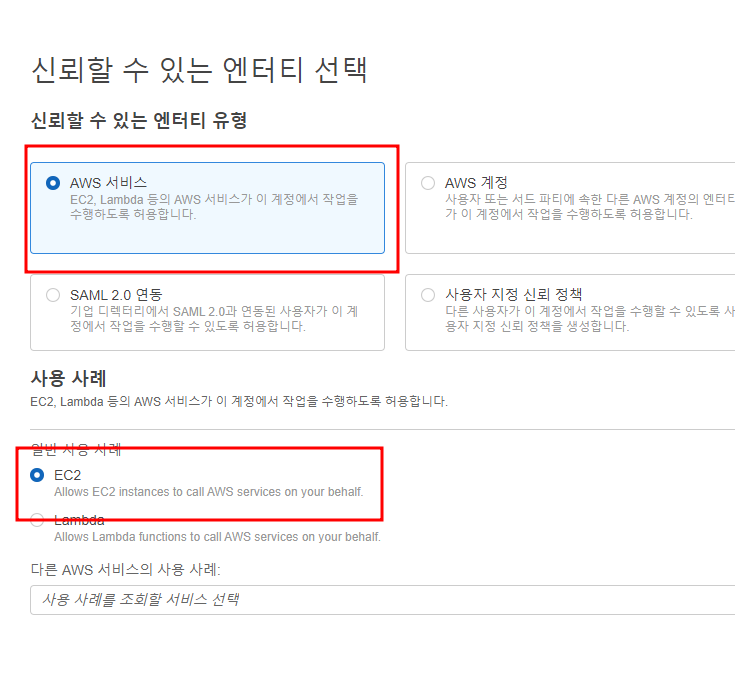 신뢰할 수 있는 엔터티 선택
신뢰할 수 있는 엔터티 유형
AWS 서비스
EC2, Lambda 등의 AWS 서비스가 이 계정에서 작업을
수행하도록 허용합니다.
AWS 계정
사용자 또는 서드 파티에 속한 다른 AWS 계정의 엔터티
가 이 계정에서 작업을 수행하도록 허용합니다.
SAML 2.0 연동
기업 디렉터리에서 SAML 2.0과 연동된 사용자가 이 계
정에서 작업을 수행할 수 있도록 허용합니다.
사용자 지정 신뢰 정책
다른 사용자가 이 계정에서 작업을 수행할 수 있도록 사
용자 지정 신뢰 정책을 생성합니다.
사용 사례
EC2, Lambda 등의 AWS 서비스가 이 계정에서 작업을 수행하도록 허용합니다.
일반 사용 사례
EC2
Allows EC2 instances to call AWS services on your behalf.
Lambda
Allows Lambda functions to call AWS services on your behalf.
다른 AWS 서비스의 사용 사례:
사용 사례를 조회할 서비스 선택